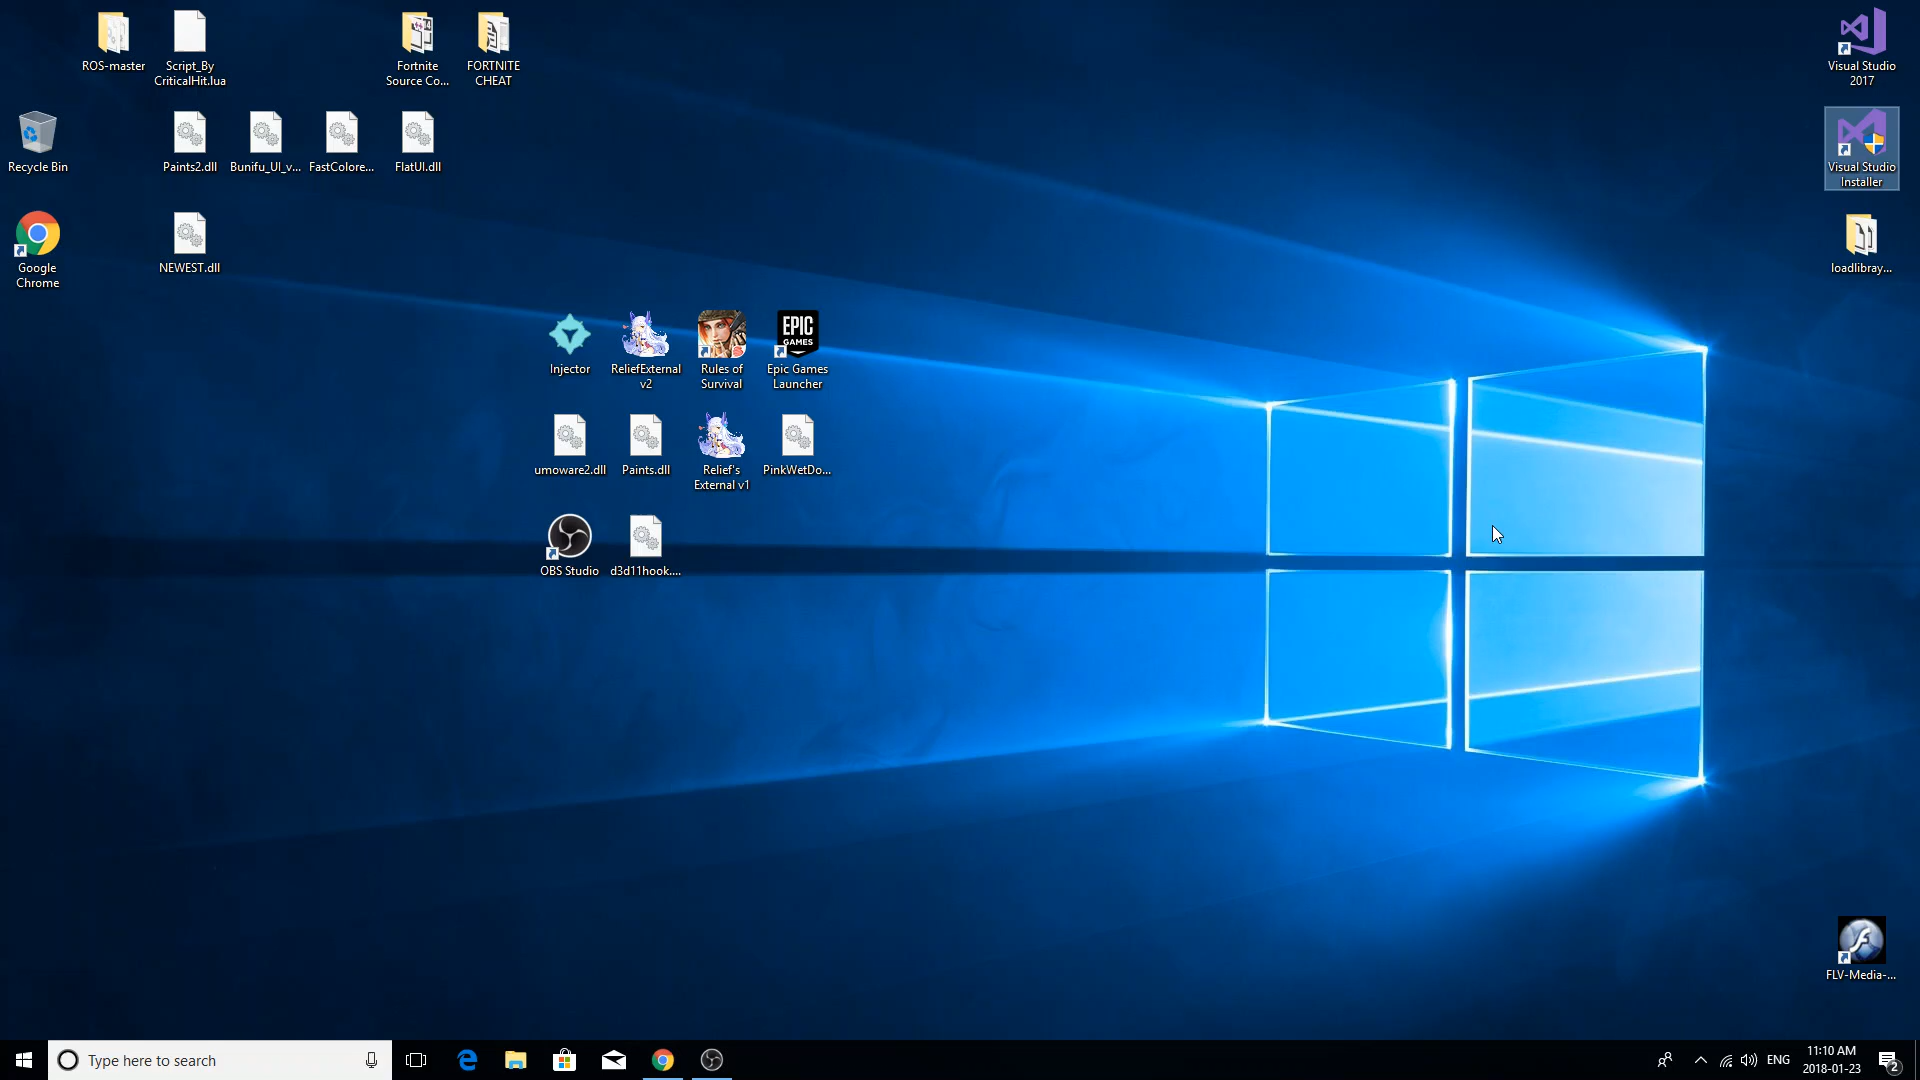 ROS-master
Script_By
CriticalHit.lua
Fortnite
Source Co...
FORTNITE
CHEAT
Visual Studio
2017
Recycle Bin
Paints2.dll
Bunifu_UI_v...
FastColore...
FlatUI.dll
Visual Studio
Installer
Google
Chrome
NEWEST.dll
loadlibray...
Injector
ReliefExternal
v2
Rules of
Survival
EPIC
GAMES
Epic Games
Launcher
umoware2.dll
Paints.dll
Relief's
External v1
PinkWetDo...
OBS Studio
d3d11hook....
FLV-Media-...
Type here to search
ENG
11:10 AM
2018-01-23
2